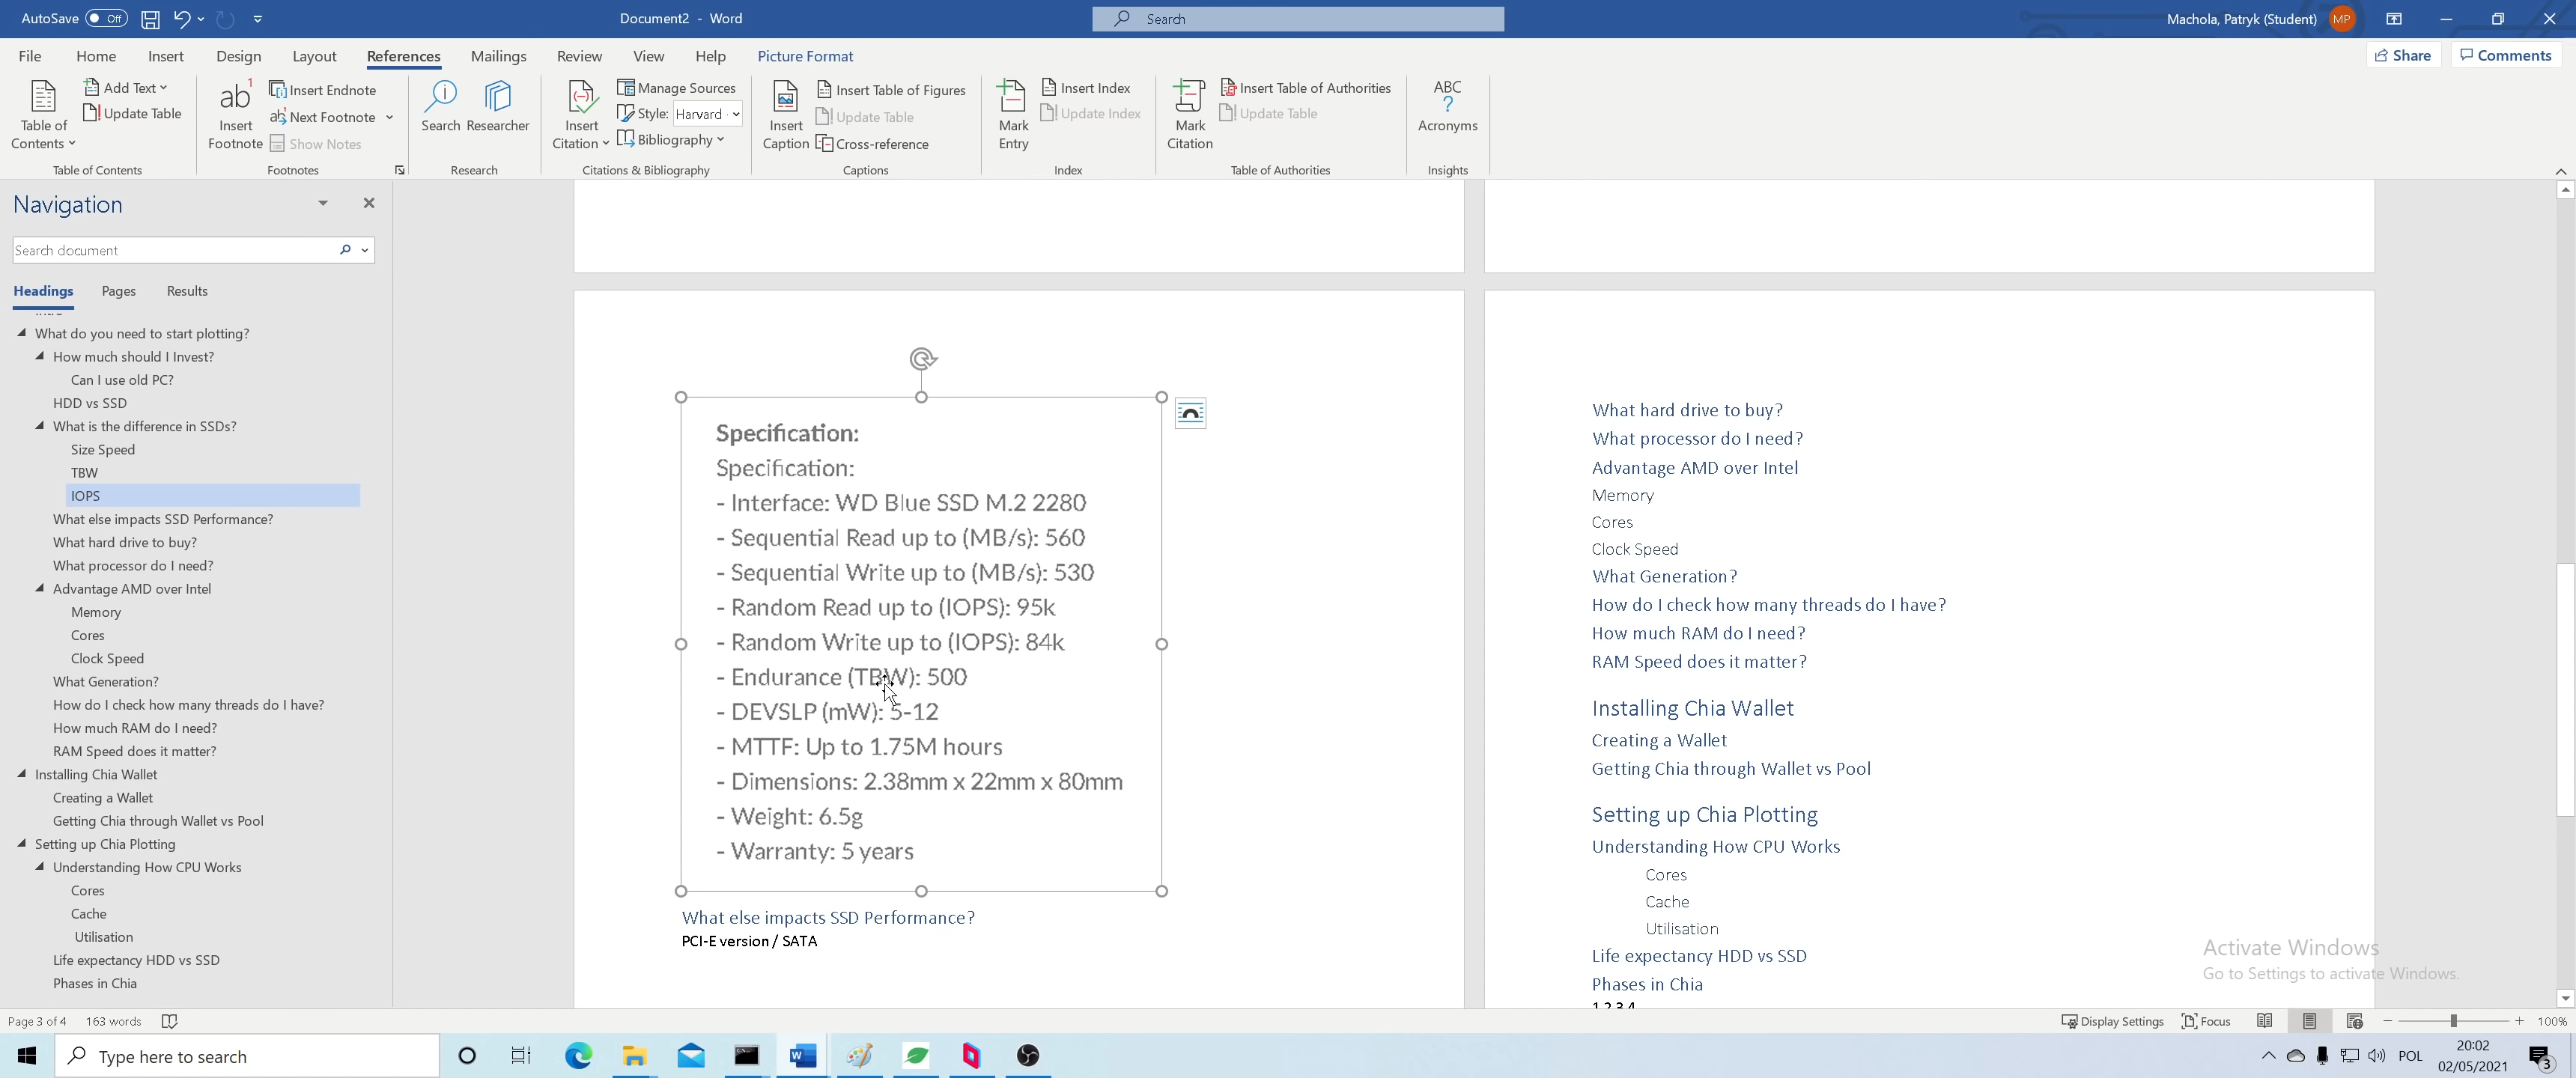 AutoSave Off Document2 - Word Search Machola, Patryk (Student) MP
File Home Insert Design Layout References Mailings Review View Help Picture Format Share Comments
Table of Contents
Add Text
Update Table
Table of Contents
ab 1
Insert Footnote
Insert Endnote
Next Footnote
Show Notes
Footnotes
Search
Researcher
Research
Insert Citation
Manage Sources
Style: Harvard
Bibliography
Citations & Bibliography
Insert Caption
Insert Table of Figures
Update Table
Cross-reference
Captions
Mark Entry
Insert Index
Update Index
Index
Mark Citation
Insert Table of Authorities
Update Table
Table of Authorities
ABC
?
Acronyms
Insights
Navigation
Search document
Headings Pages Results
What do you need to start plotting?
How much should I Invest?
Can I use old PC?
HDD vs SSD
What is the difference in SSDs?
Size Speed
TBW
IOPS
What else impacts SSD Performance?
What hard drive to buy?
What processor do I need?
Advantage AMD over Intel
Memory
Cores
Clock Speed
What Generation?
How do I check how many threads do I have?
How much RAM do I need?
RAM Speed does it matter?
Installing Chia Wallet
Creating a Wallet
Getting Chia through Wallet vs Pool
Setting up Chia Plotting
Understanding How CPU Works
Cores
Cache
Utilisation
Life expectancy HDD vs SSD
Phases in Chia
Specification:
Specification:
- Interface: WD Blue SSD M.2 2280
- Sequential Read up to (MB/s): 560
- Sequential Write up to (MB/s): 530
- Random Read up to (IOPS): 95k
- Random Write up to (IOPS): 84k
- Endurance (TBW): 500
- DEVSLP (mW): 5-12
- MTTF: Up to 1.75M hours
- Dimensions: 2.38mm x 22mm x 80mm
- Weight: 6.5g
- Warranty: 5 years
What else impacts SSD Performance?
PCI-E version / SATA
What hard drive to buy?
What processor do I need?
Advantage AMD over Intel
Memory
Cores
Clock Speed
What Generation?
How do I check how many threads do I have?
How much RAM do I need?
RAM Speed does it matter?
Installing Chia Wallet
Creating a Wallet
Getting Chia through Wallet vs Pool
Setting up Chia Plotting
Understanding How CPU Works
Cores
Cache
Utilisation
Life expectancy HDD vs SSD
Phases in Chia
1 2 3 4
Activate Windows
Go to Settings to activate Windows.
Page 3 of 4 163 words Display Settings Focus 100%
Type here to search
POL
20:02
02/05/2021
3